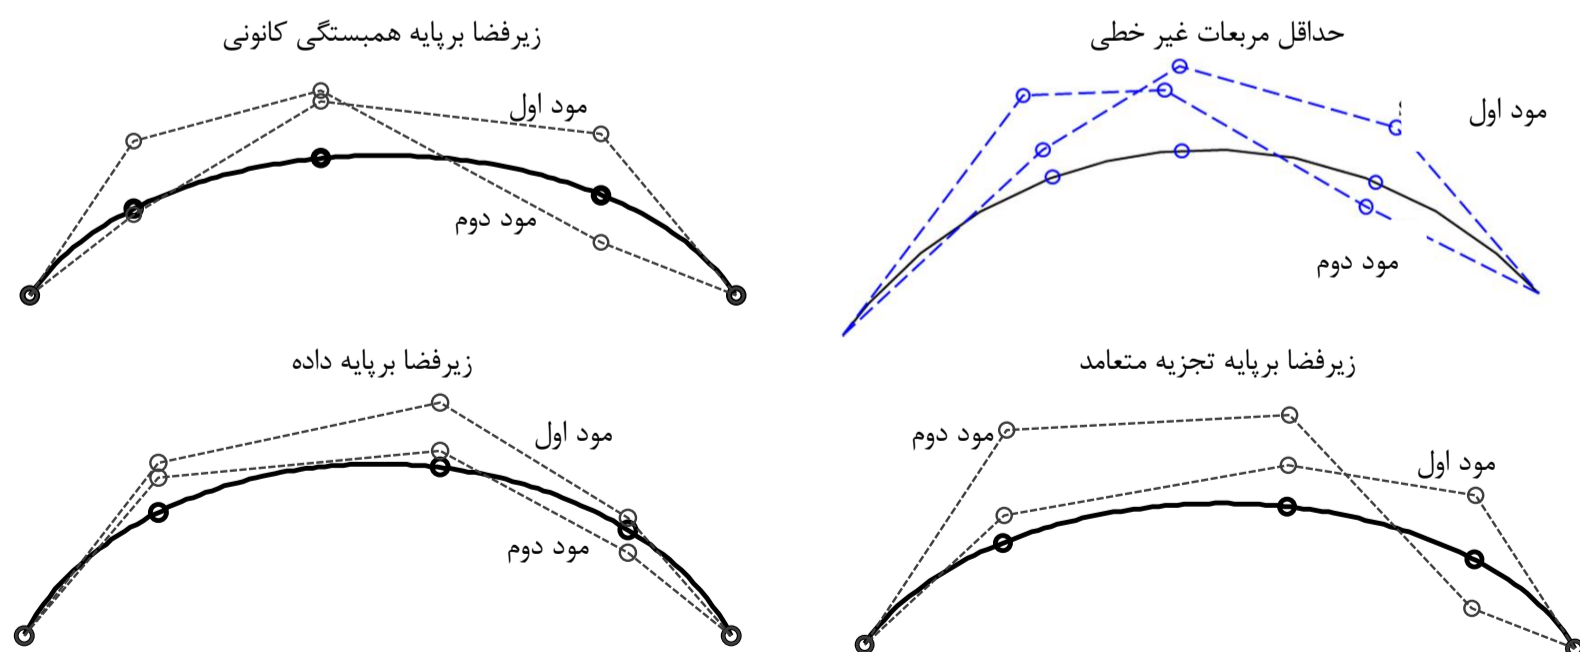 حداقل مربعات غیر خطی
مود اول
مود دوم
زیرفضا برپایه همبستگی کانونی
مود اول
مود دوم
زیرفضا برپایه تجزیه متعامد
مود اول
مود دوم
زیرفضا برپایه داده
مود اول
مود دوم